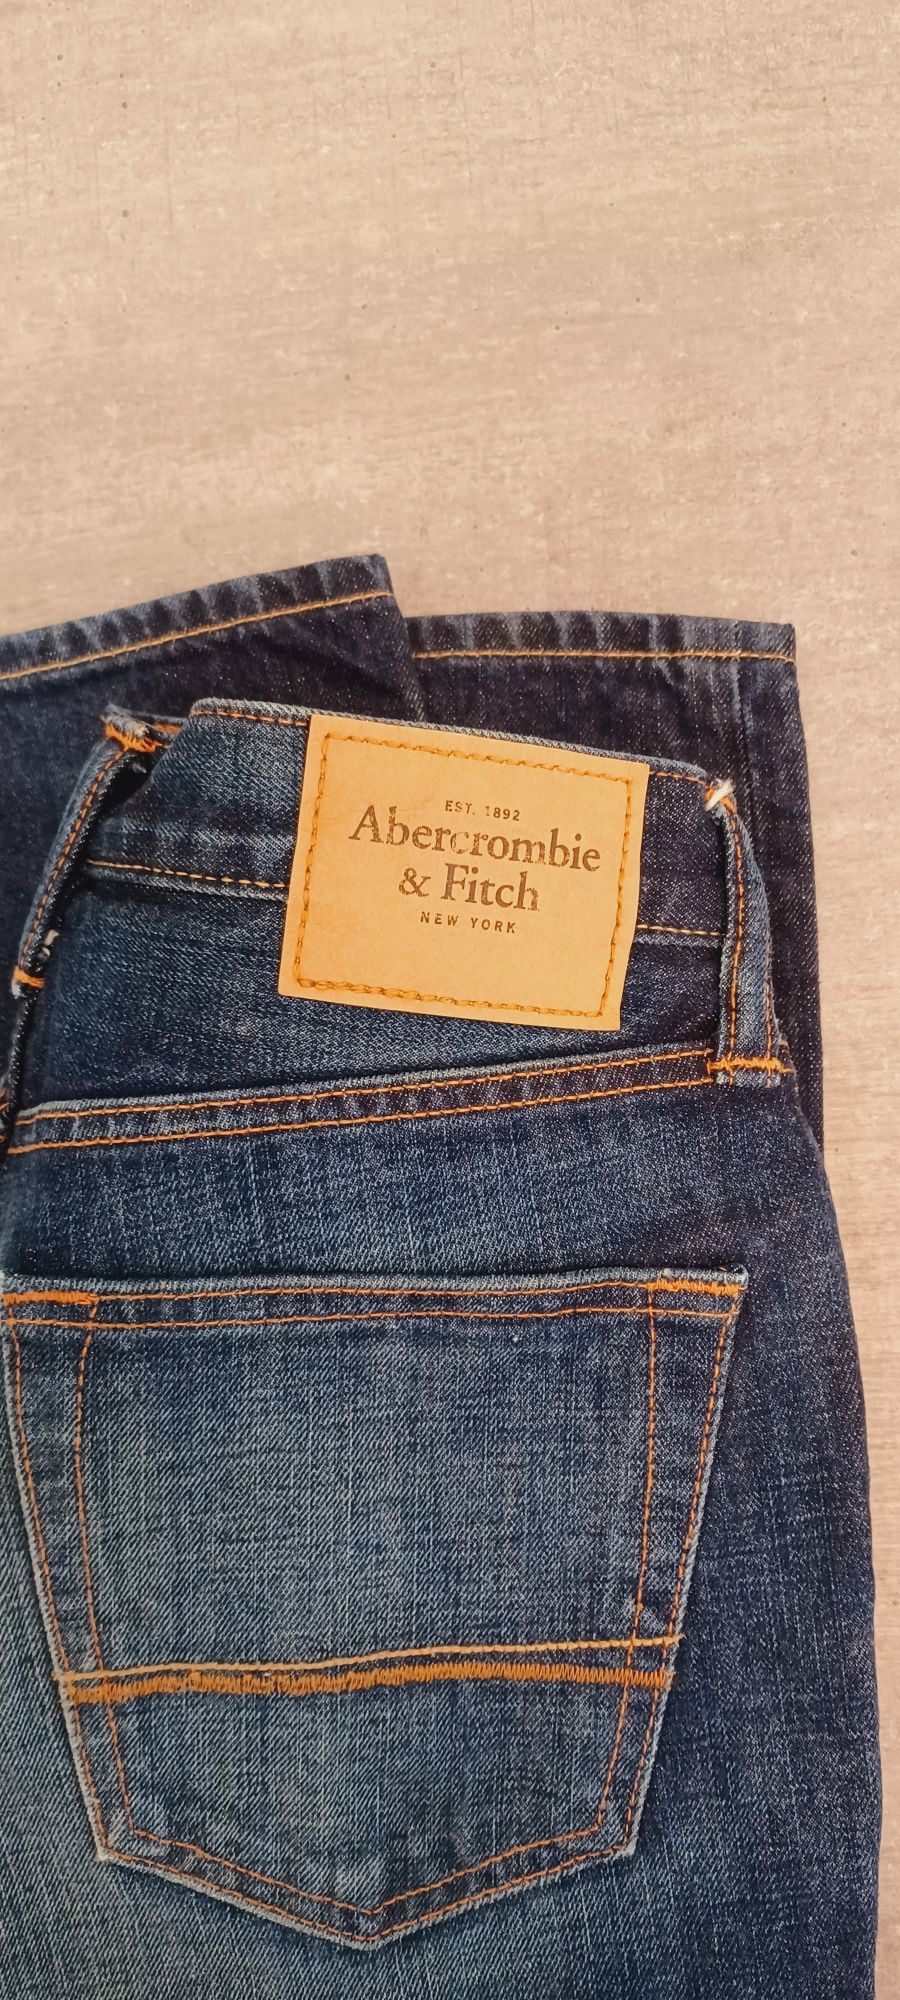 EST. 1892
Abercrombie
& Fitch
NEW YORK